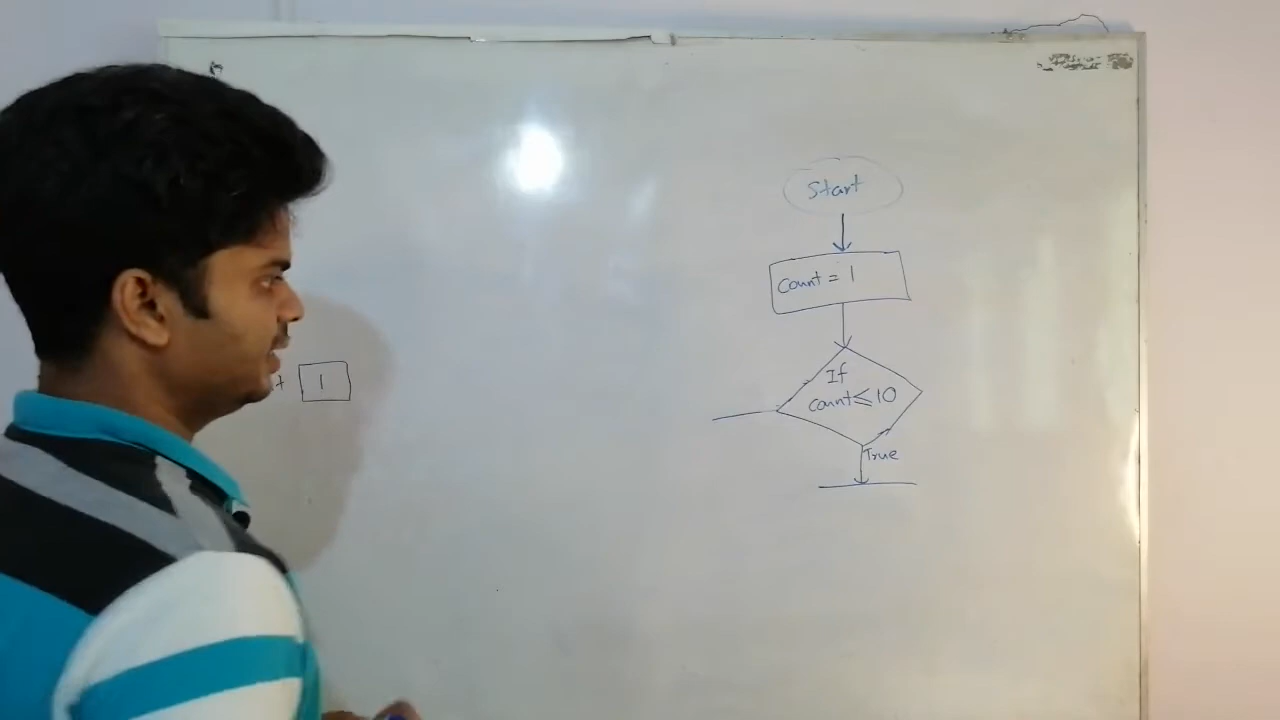 Start
Count = 1
If
count ≤ 10
True
1